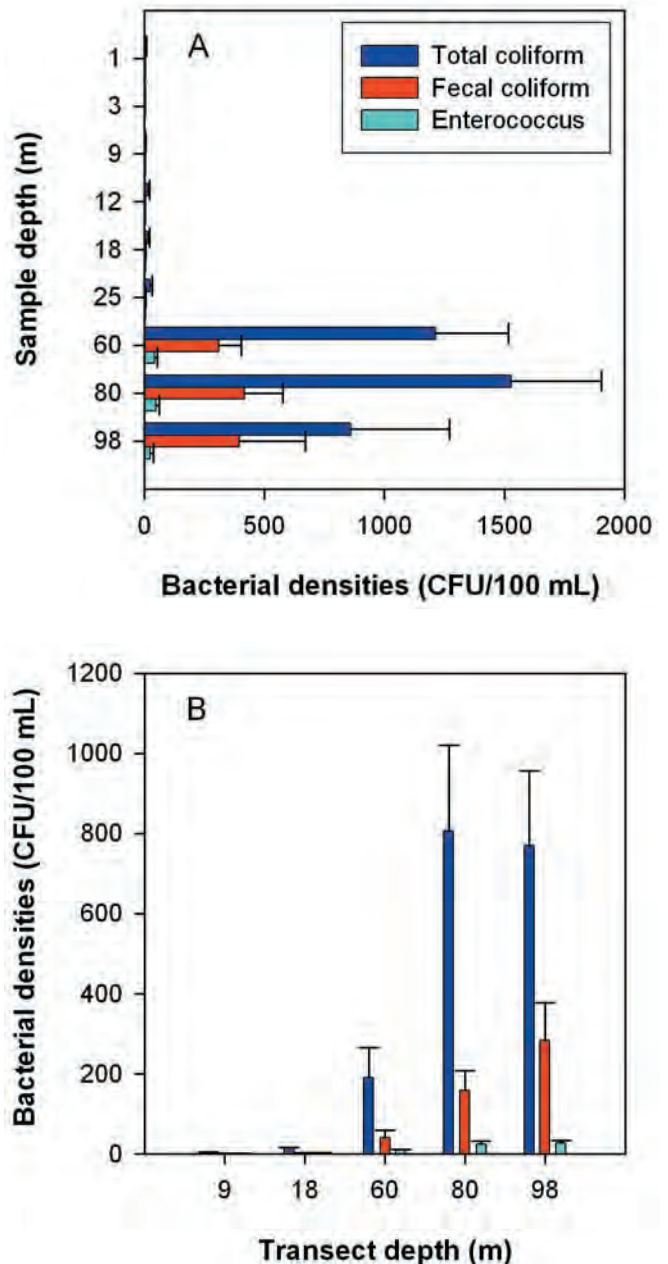 A
Total coliform
Fecal coliform
Enterococcus
Sample depth (m)
1
3
9
12
18
25
60
80
98
0 500 1000 1500 2000
Bacterial densities (CFU/100 mL)
B
Bacterial densities (CFU/100 mL)
1200
1000
800
600
400
200
0
9 18 60 80 98
Transect depth (m)